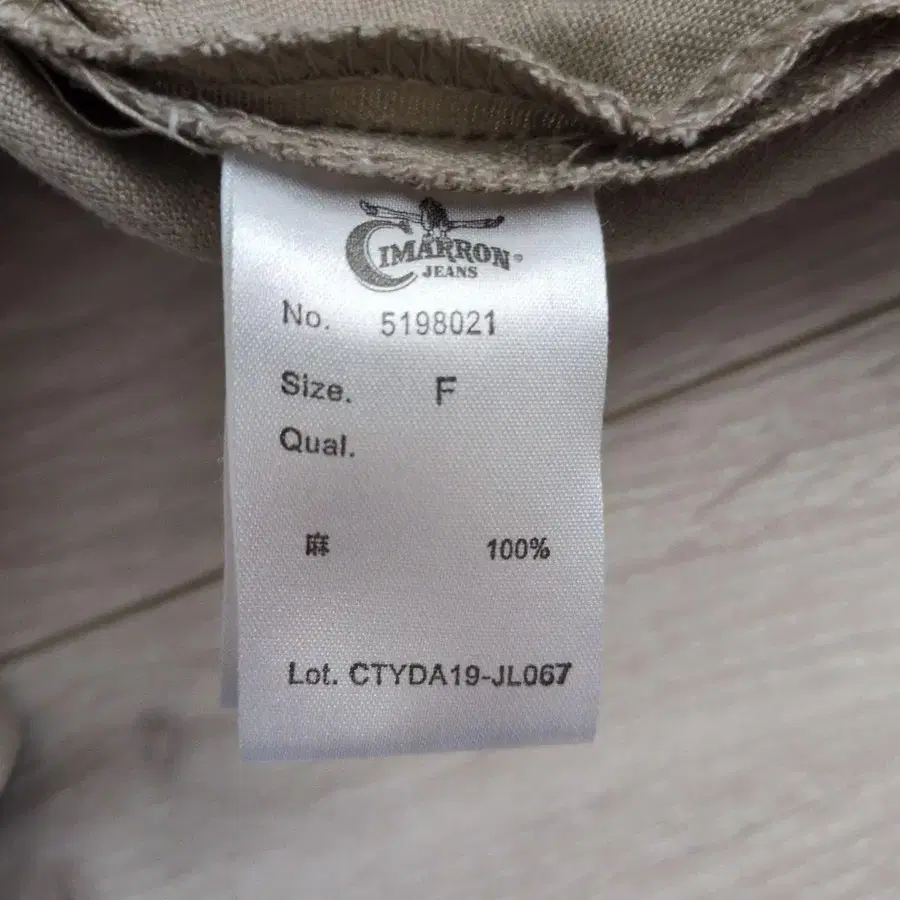 CIMARRON®
JEANS
No. 5198021
Size. F
Qual.
麻 100%
Lot. CTYDA19-JL067